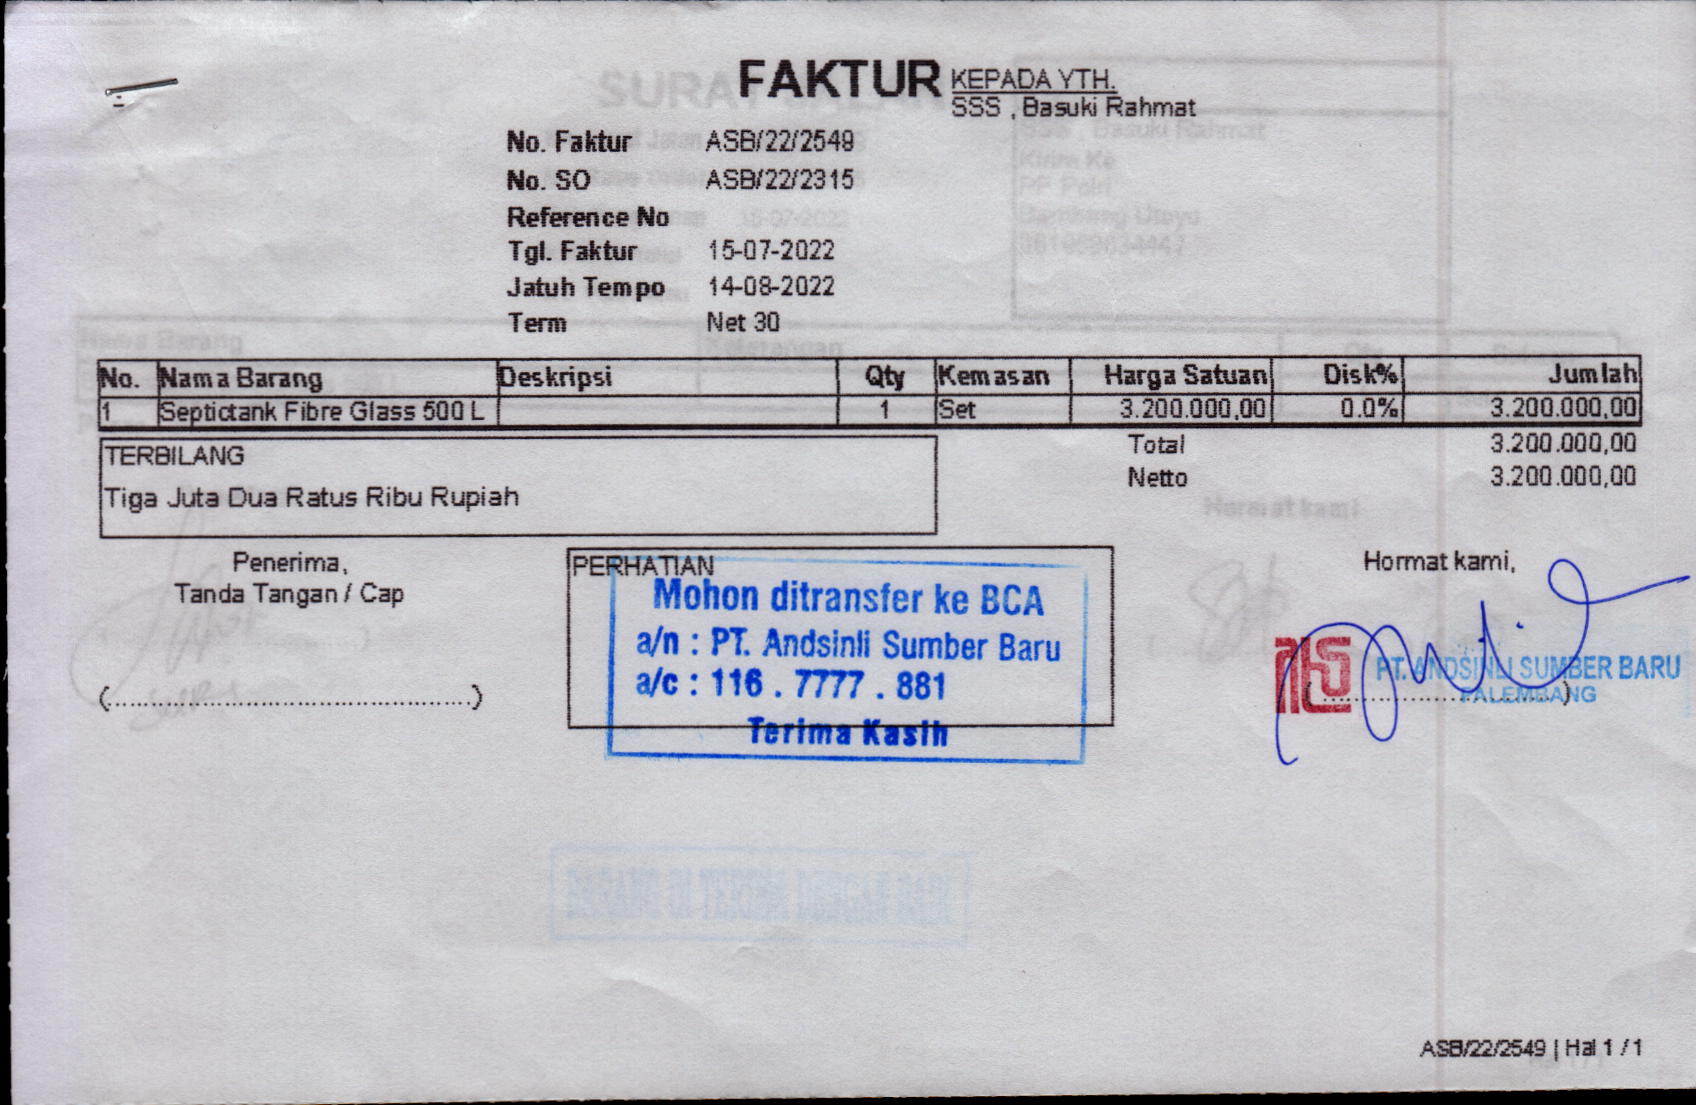 FAKTUR
KEPADA YTH.
SSS , Basuki Rahmat
No. Faktur ASB/22/2549
No. SO ASB/22/2315
Reference No
Tgl. Faktur 15-07-2022
Jatuh Tempo 14-08-2022
Term Net 30
No. Nama Barang Deskripsi Qty Kemasan Harga Satuan Disk% Jumlah
1 Septictank Fibre Glass 500 L 1 Set 3.200.000,00 0.0% 3.200.000,00
Total 3.200.000,00
Netto 3.200.000,00
TERBILANG
Tiga Juta Dua Ratus Ribu Rupiah
Penerima,
Tanda Tangan / Cap
(..........................................................)
PERHATIAN
Mohon ditransfer ke BCA
a/n : PT. Andsinli Sumber Baru
a/c : 116 . 7777 . 881
Terima Kasih
Hormat kami,
PT. ANDSINLI SUMBER BARU
PALEMBANG
ASB/22/2549 | Hal 1 / 1